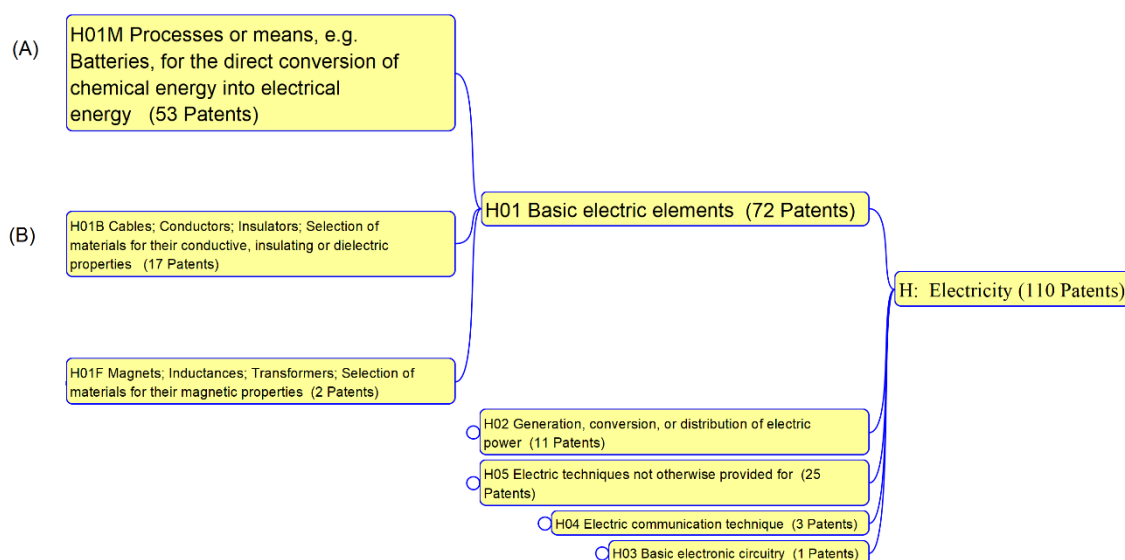 (A)
H01M Processes or means, e.g.
Batteries, for the direct conversion of
chemical energy into electrical
energy (53 Patents)
(B)
H01B Cables; Conductors; Insulators; Selection of
materials for their conductive, insulating or dielectric
properties (17 Patents)
H01F Magnets; Inductances; Transformers; Selection of
materials for their magnetic properties (2 Patents)
H01 Basic electric elements (72 Patents)
H02 Generation, conversion, or distribution of electric
power (11 Patents)
H05 Electric techniques not otherwise provided for (25
Patents)
H04 Electric communication technique (3 Patents)
H03 Basic electronic circuitry (1 Patents)
H: Electricity (110 Patents)